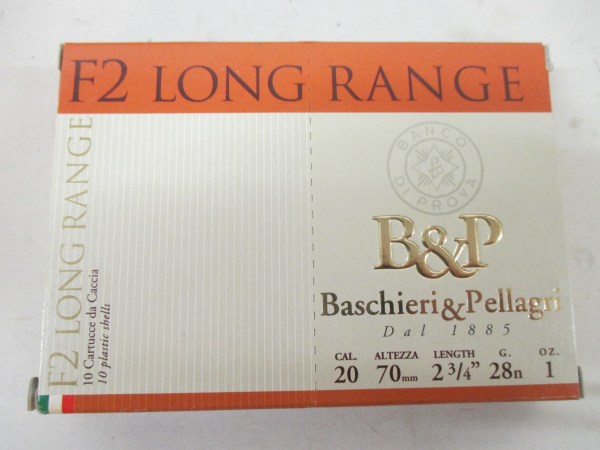 F2 LONG RANGE
F2 LONG RANGE
10 Cartucce da Caccia
10 plastic shells
BANCO DI PROVA
PB
B&P
Baschieri&Pellagri
Dal 1885
CAL. ALTEZZA LENGTH G. OZ.
20 70mm 2 3/4" 28n 1